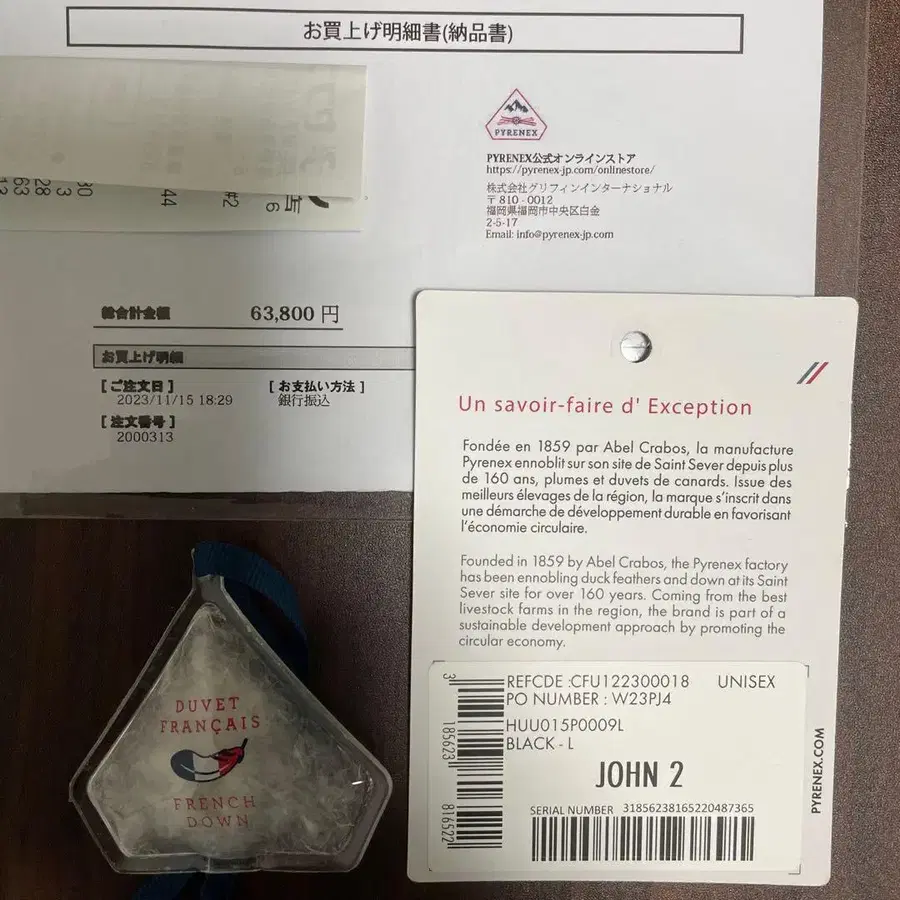 お買上げ明細書(納品書)
PYRENEX
PYRENEX公式オンラインストア
https://pyrenex-jp.com/onlinestore/
株式会社グリフィンインターナショナル
〒810-0012
福岡県福岡市中央区白金
2-5-17
Email: info@pyrenex-jp.com
30
3
28
63
44
#2
6
総合計金額 63,800 円
お買上げ明細
[ご注文日] [お支払い方法]
2023/11/15 18:29 銀行振込
[注文番号]
2000313
Un savoir-faire d' Exception
Fondée en 1859 par Abel Crabos, la manufacture
Pyrenex ennoblit sur son site de Saint Sever depuis plus
de 160 ans, plumes et duvets de canards. Issue des
meilleurs élevages de la région, la marque s'inscrit dans
une démarche de développement durable en favorisant
l'économie circulaire.
Founded in 1859 by Abel Crabos, the Pyrenex factory
has been ennobling duck feathers and down at its Saint
Sever site for over 160 years. Coming from the best
livestock farms in the region, the brand is part of a
sustainable development approach by promoting the
circular economy.
REFCDE :CFU122300018 UNISEX
PO NUMBER : W23PJ4
HUU015P0009L
BLACK - L
JOHN 2
SERIAL NUMBER 31856238165220487365
3 185623 816522
PYRENEX.COM
DUVET
FRANÇAIS
FRENCH
DOWN